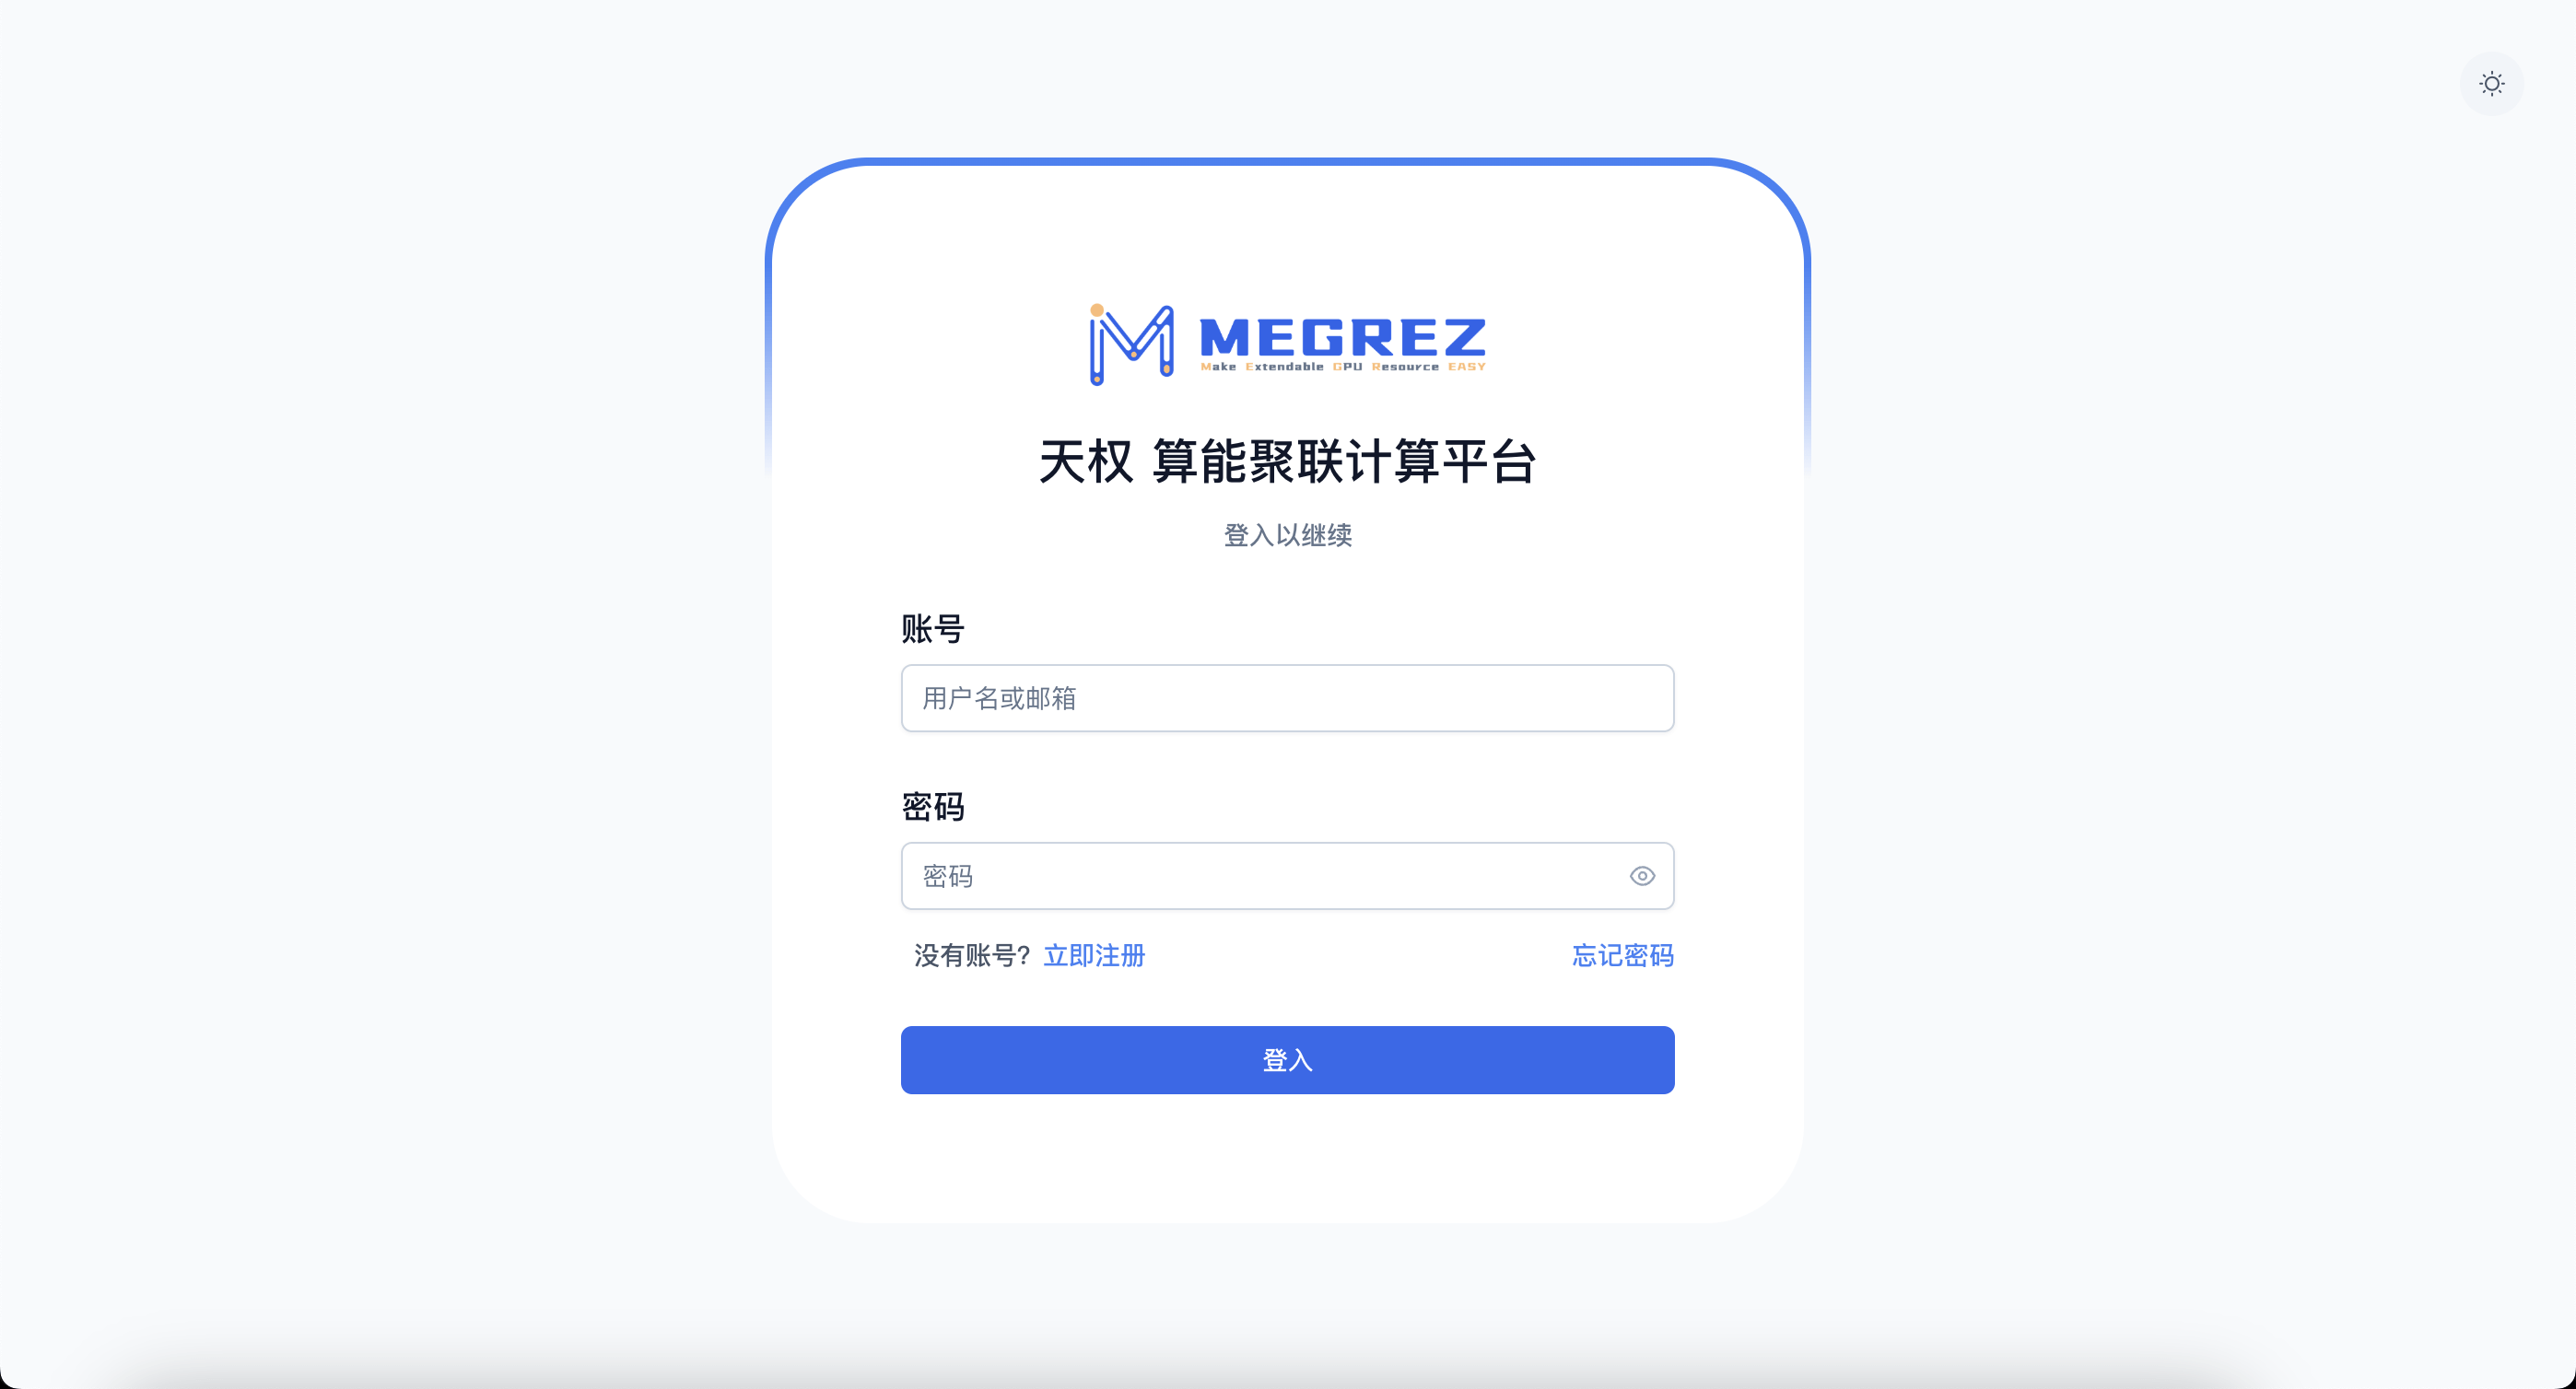 MEGREZ
Make Extendable GPU Resource EASY
天权 算能聚联计算平台
登入以继续
账号
用户名或邮箱
密码
密码
没有账号? 立即注册 忘记密码
登入